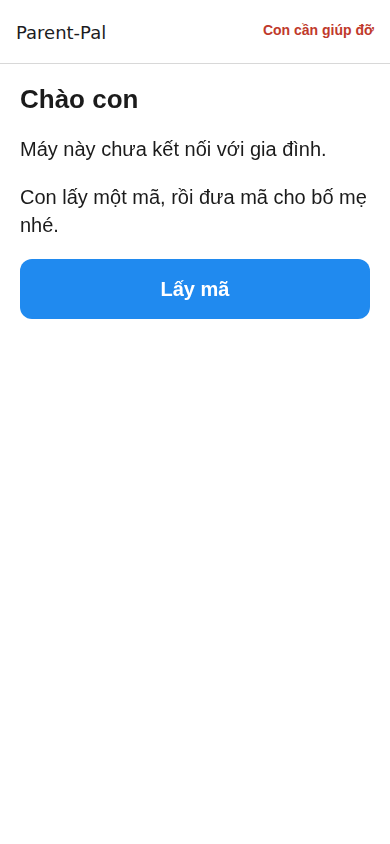 Parent-Pal
Con cần giúp đỡ
Chào con
Máy này chưa kết nối với gia đình.
Con lấy một mã, rồi đưa mã cho bố mẹ
nhé.
Lấy mã